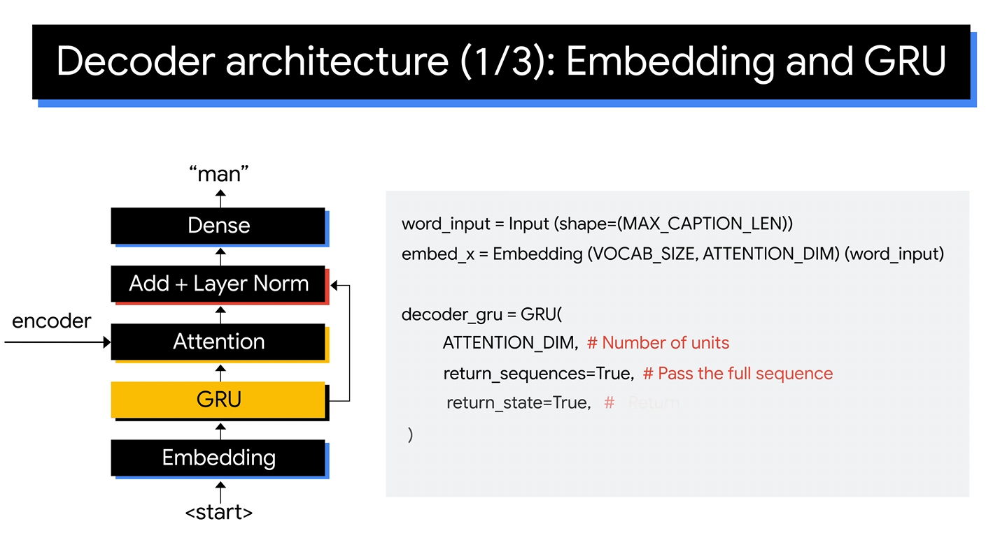 Decoder architecture (1/3): Embedding and GRU
“man”
Dense
Add + Layer Norm
encoder
Attention
GRU
Embedding
<start>
word_input = Input (shape=(MAX_CAPTION_LEN))
embed_x = Embedding (VOCAB_SIZE, ATTENTION_DIM) (word_input)
decoder_gru = GRU(
ATTENTION_DIM, # Number of units
return_sequences=True, # Pass the full sequence
return_state=True, # Return
)